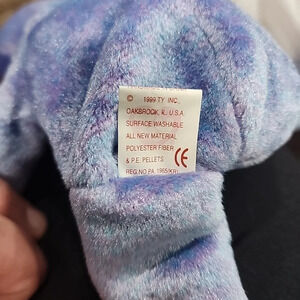 © 1999 TY INC.,
OAKBROOK, IL. U.S.A.
SURFACE WASHABLE
ALL NEW MATERIAL
POLYESTER FIBER
& P.E. PELLETS CE
REG.NO PA. 1965(KR)